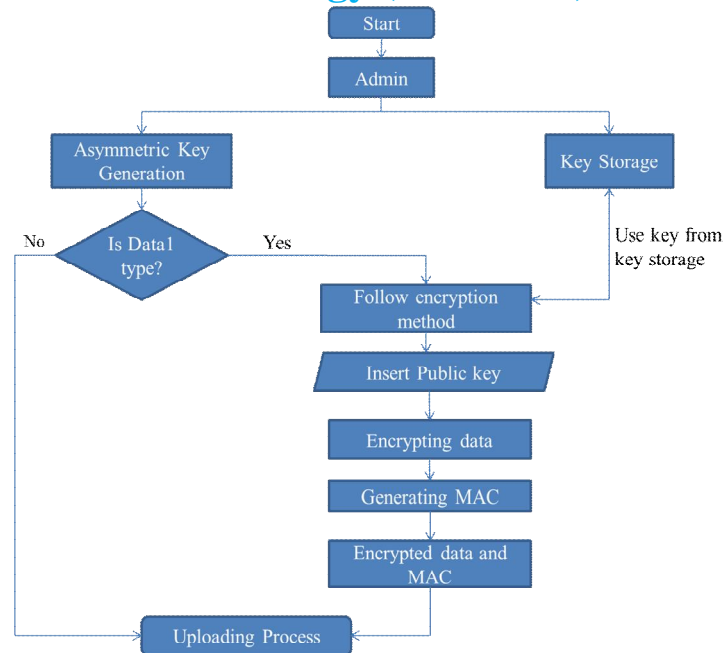 Start
Admin
Asymmetric Key
Generation
Key Storage
No
Is Data1
type?
Yes
Use key from
key storage
Follow encryption
method
Insert Public key
Encrypting data
Generating MAC
Encrypted data and
MAC
Uploading Process